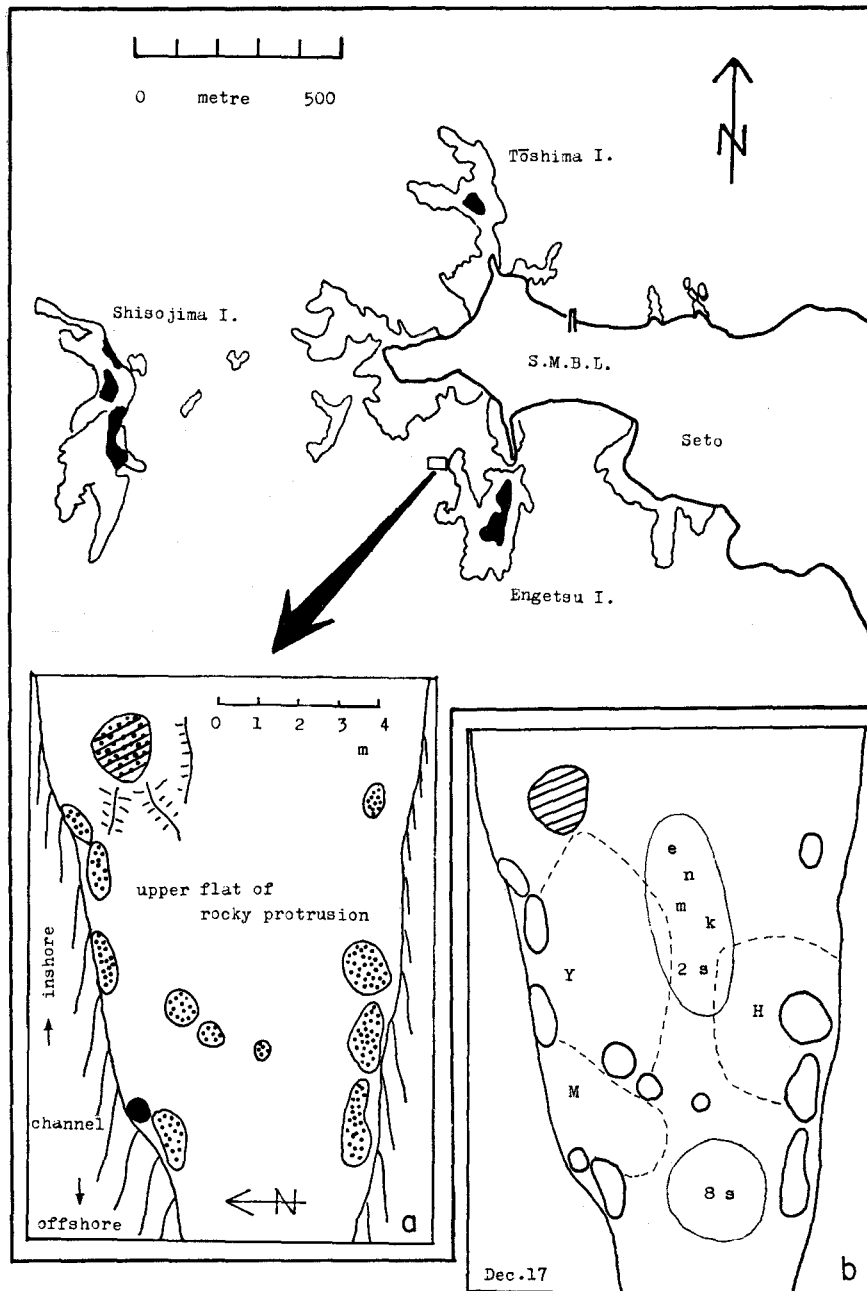 0 metre 500
N
Tōshima I.
Shisojima I.
S.M.B.L.
Seto
Engetsu I.
0 1 2 3 4
m
upper flat of
rocky protrusion
inshore
channel
offshore
N
a
e
n
m
k
2 s
Y
H
M
8 s
Dec.17
b